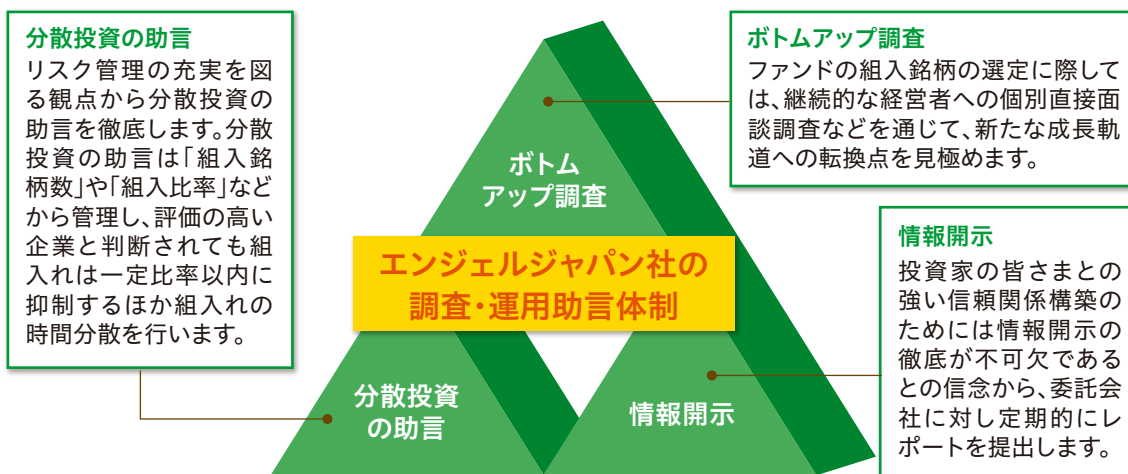 分散投資の助言
リスク管理の充実を図
る観点から分散投資の
助言を徹底します。分散
投資の助言は「組入銘
柄数」や「組入比率」など
から管理し、評価の高い
企業と判断されても組
入れは一定比率以内に
抑制するほか組入れの
時間分散を行います。
ボトムアップ調査
ファンドの組入銘柄の選定に際して
は、継続的な経営者への個別直接面
談調査などを通じて、新たな成長軌
道への転換点を見極めます。
ボトム
アップ調査
エンジェルジャパン社の
調査・運用助言体制
情報開示
投資家の皆さまとの
強い信頼関係構築の
ためには情報開示の
徹底が不可欠である
との信念から、委託会
社に対し定期的にレ
ポートを提出します。
分散投資
の助言
情報開示